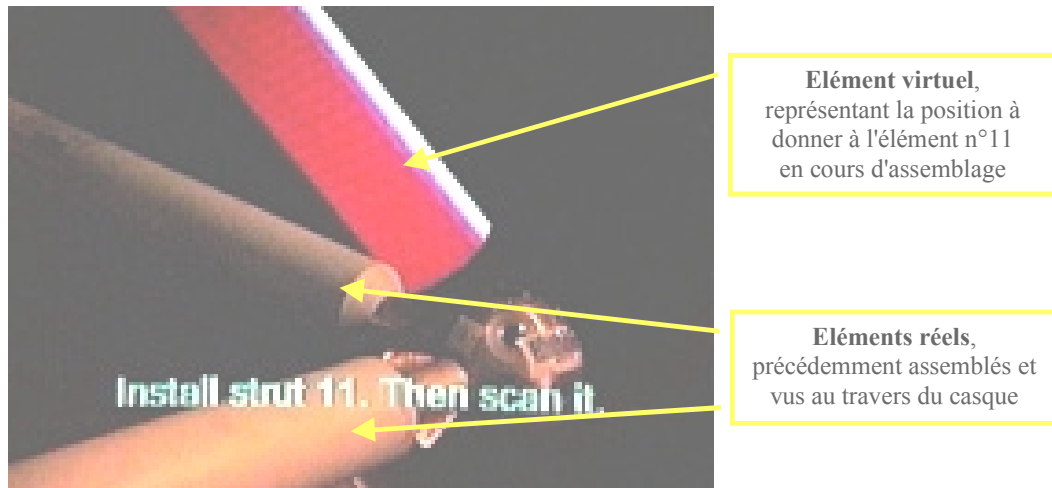 Elément virtuel,
représentant la position à
donner à l'élément n°11
en cours d'assemblage
Install strut 11. Then scan it.
Eléments réels,
précédemment assemblés et
vus au travers du casque